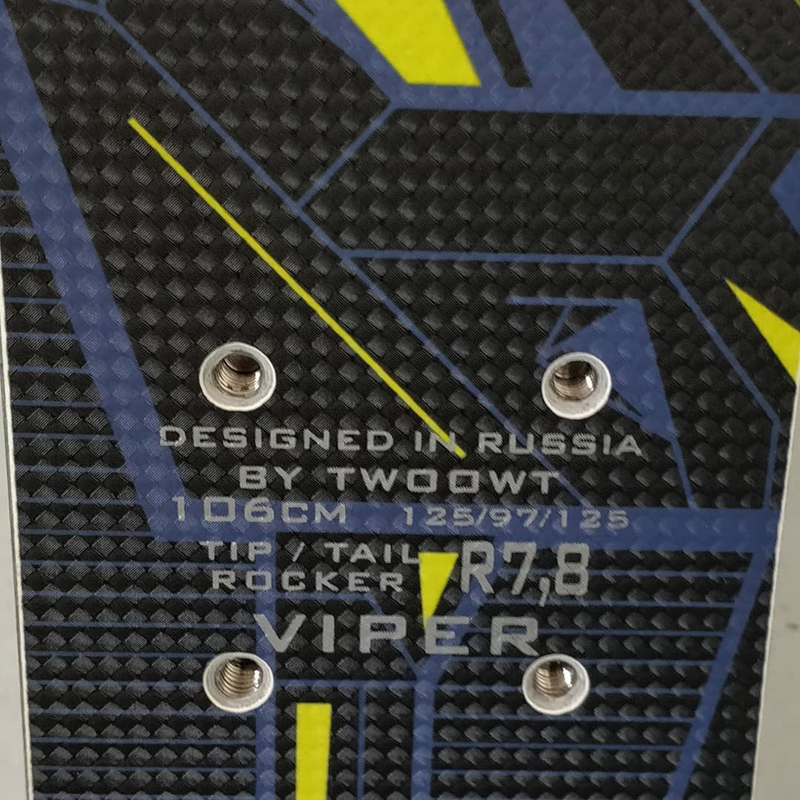 DESIGNED IN RUSSIA
BY TWOOWT
106CM 125/97/125
TIP / TAIL R7,8
ROCKER
VIPER